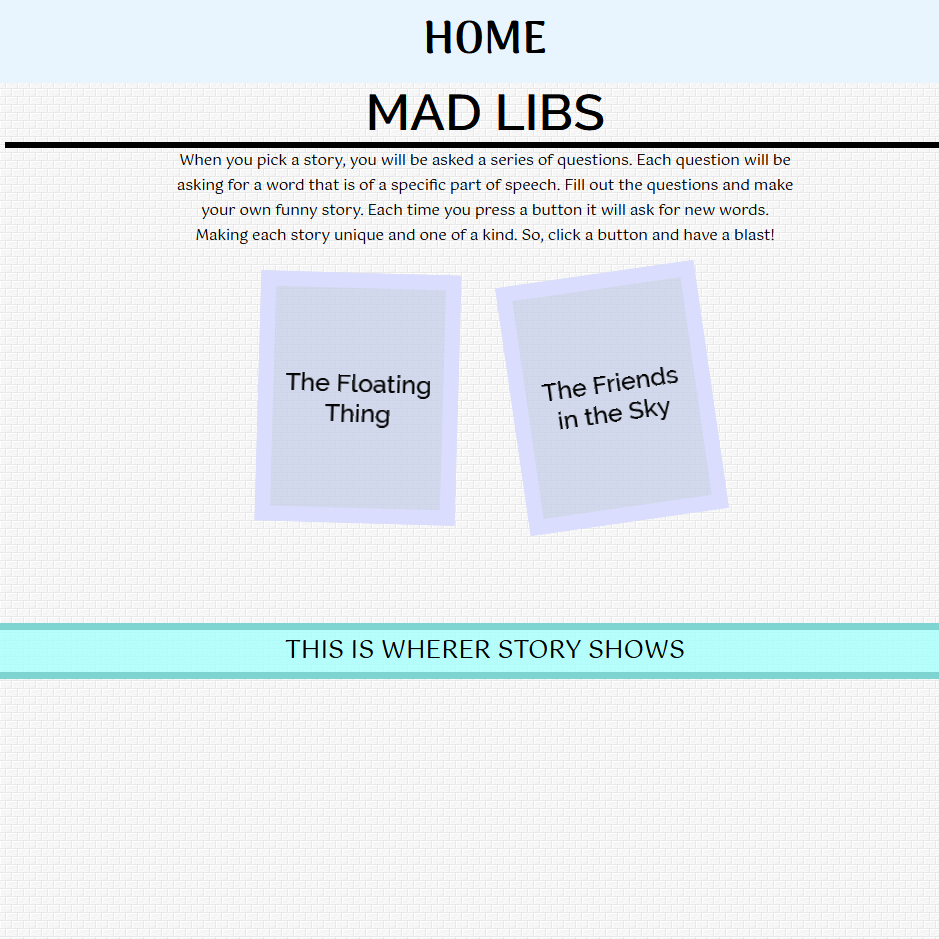 HOME
MAD LIBS
When you pick a story, you will be asked a series of questions. Each question will be
asking for a word that is of a specific part of speech. Fill out the questions and make
your own funny story. Each time you press a button it will ask for new words.
Making each story unique and one of a kind. So, click a button and have a blast!
The Floating
Thing
The Friends
in the Sky
THIS IS WHERER STORY SHOWS